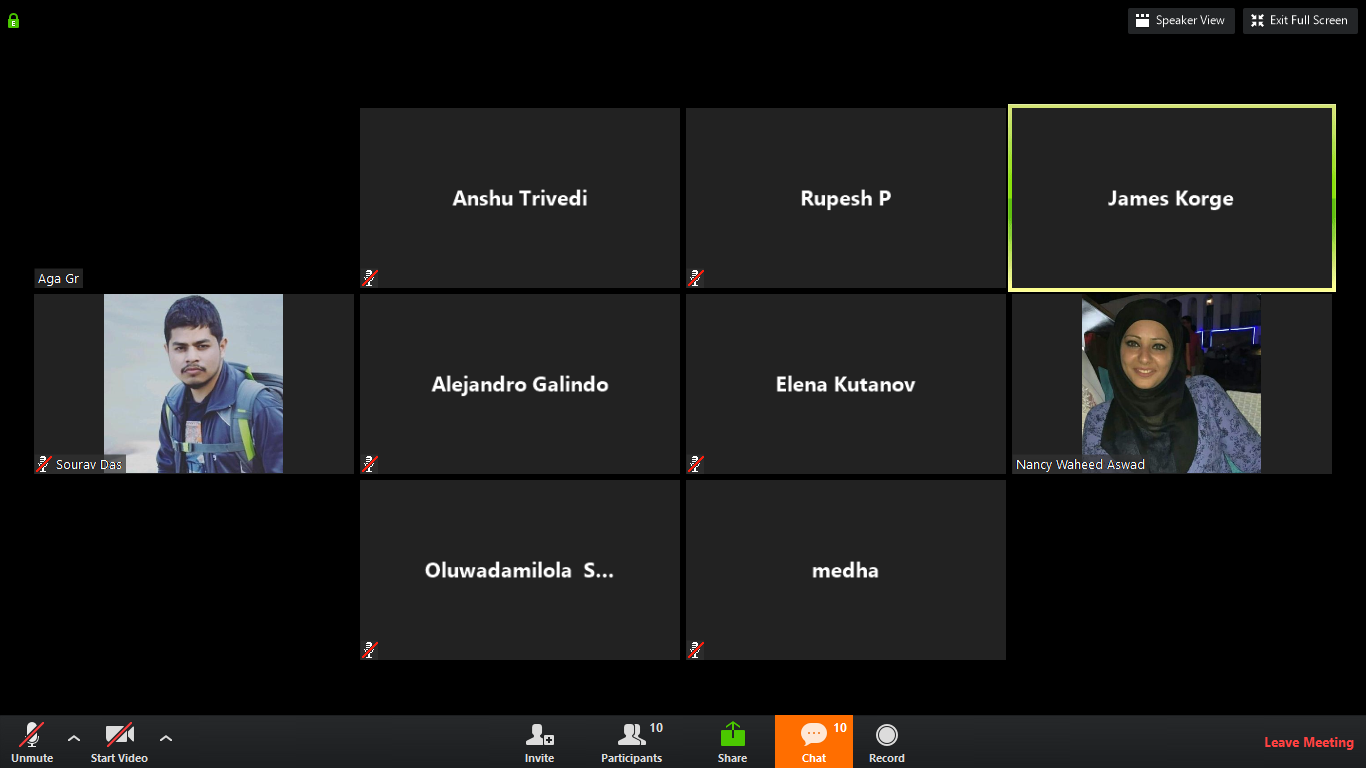 E
Speaker View
Exit Full Screen
Anshu Trivedi
Rupesh P
James Korge
Aga Gr
Alejandro Galindo
Elena Kutanov
Sourav Das
Nancy Waheed Aswad
Oluwadamilola S...
medha
Unmute
Start Video
Invite
Participants 10
Share
Chat 10
Record
Leave Meeting